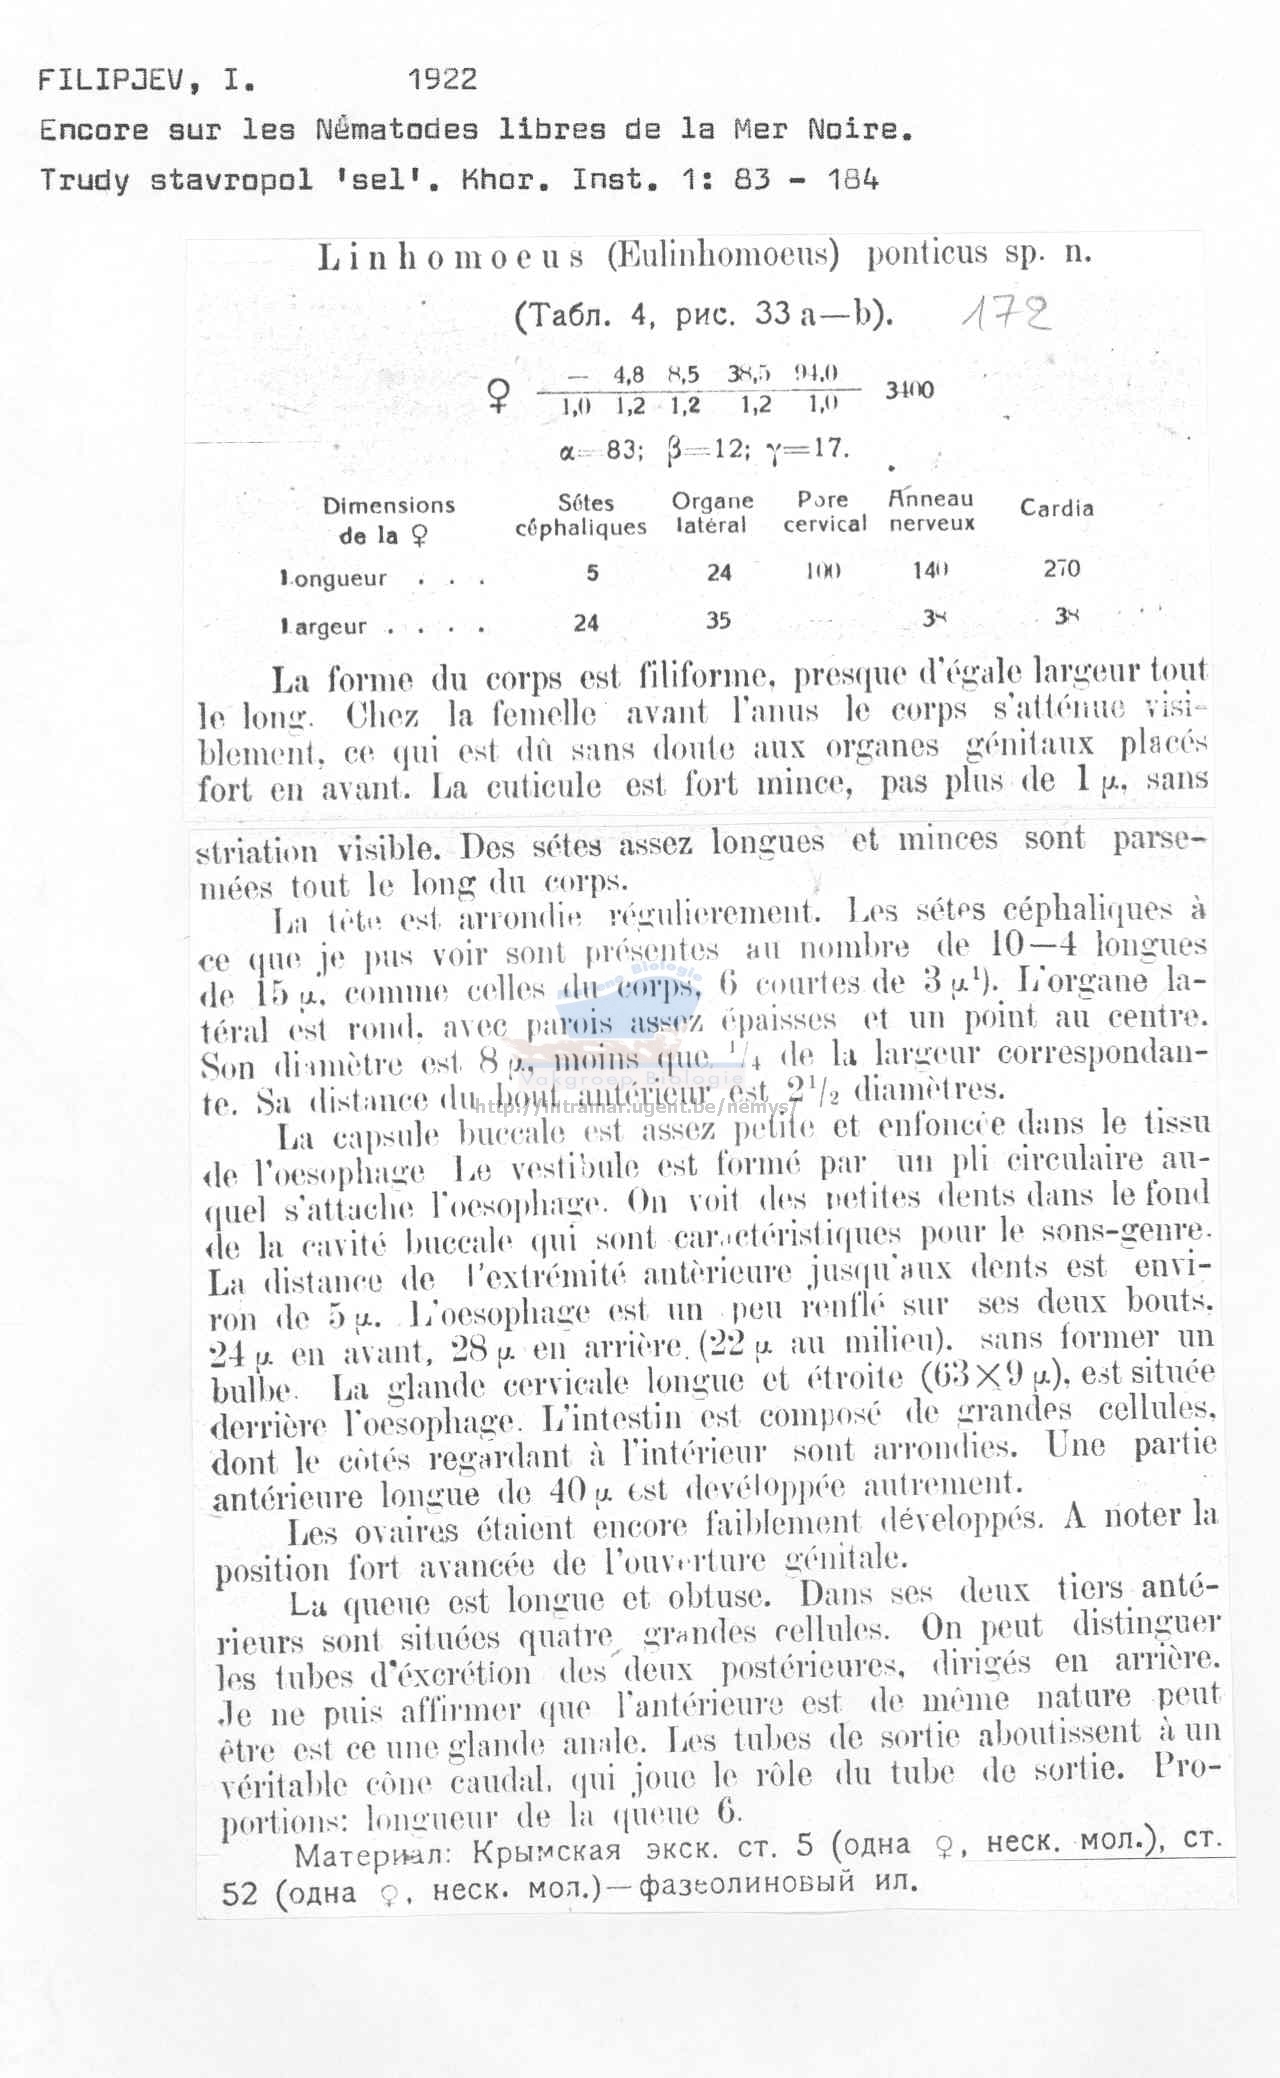 FILIPJEV, I. 1922
Encore sur les Nématodes libres de la Mer Noire.
Trudy stavropol 'sel'. Khor. Inst. 1: 83 - 184
Linhomoeus (Eulinhomoeus) ponticus sp. n.
(Табл. 4, рис. 33 a—b). 172
— 4,8 8,5 38,5 94,0
♀ 3400
1,0 1,2 1,2 1,2 1,0
α=83; β=12; γ=17.
Dimensions Sétes Organe Pore Anneau Cardia
de la ♀ céphaliques latéral cervical nerveux
Longueur . . . 5 24 100 140 270
Largeur . . . . 24 35 — 38 38
La forme du corps est filiforme, presque d'égale largeur tout
le long. Chez la femelle avant l'anus le corps s'atténue visi-
blement, ce qui est dû sans doute aux organes génitaux placés
fort en avant. La cuticule est fort mince, pas plus de 1 μ., sans
striation visible. Des sétes assez longues et minces sont parse-
mées tout le long du corps.
La tête est arrondie régulierement. Les sétes céphaliques à
ce que je pus voir sont présentes au nombre de 10—4 longues
de 15 μ, comme celles du corps, 6 courtes de 3 μ¹). L'organe la-
téral est rond, avec parois assez épaisses et un point au centre.
Son diamètre est 8 μ., moins que ¹/₄ de la largeur correspondan-
te. Sa distance du bout antérieur est 2¹/₂ diamètres.
Vakgroep Biologie
http://intramar.ugent.be/nemys/
La capsule buccale est assez petite et enfoncée dans le tissu
de l'oesophage Le vestibule est formé par un pli circulaire au-
quel s'attache l'oesophage. On voit des petites dents dans le fond
de la cavité buccale qui sont caractéristiques pour le sons-genre.
La distance de l'extrémité antèrieure jusqu'aux dents est envi-
ron de 5 μ. L'oesophage est un peu renflé sur ses deux bouts,
24 μ en avant, 28 μ en arrière (22 μ au milieu), sans former un
bulbe. La glande cervicale longue et étroite (63×9 μ), est située
derrière l'oesophage. L'intestin est composé de grandes cellules,
dont le côtés regardant à l'intérieur sont arrondies. Une partie
antérieure longue de 40 μ est devéloppée autrement.
Les ovaires étaient encore faiblement développés. A noter la
position fort avancée de l'ouverture génitale.
La queue est longue et obtuse. Dans ses deux tiers anté-
rieurs sont situées quatre grandes cellules. On peut distinguer
les tubes d'éxcrétion des deux postérieures, dirigés en arrière.
Je ne puis affirmer que l'antérieure est de même nature peut
être est ce une glande anale. Les tubes de sortie aboutissent à un
véritable cône caudal, qui joue le rôle du tube de sortie. Pro-
portions: longueur de la queue 6.
Материал: Крымская экск. ст. 5 (одна ♀, неск. мол.), ст.
52 (одна ♀, неск. мол.)—фазеолиновый ил.